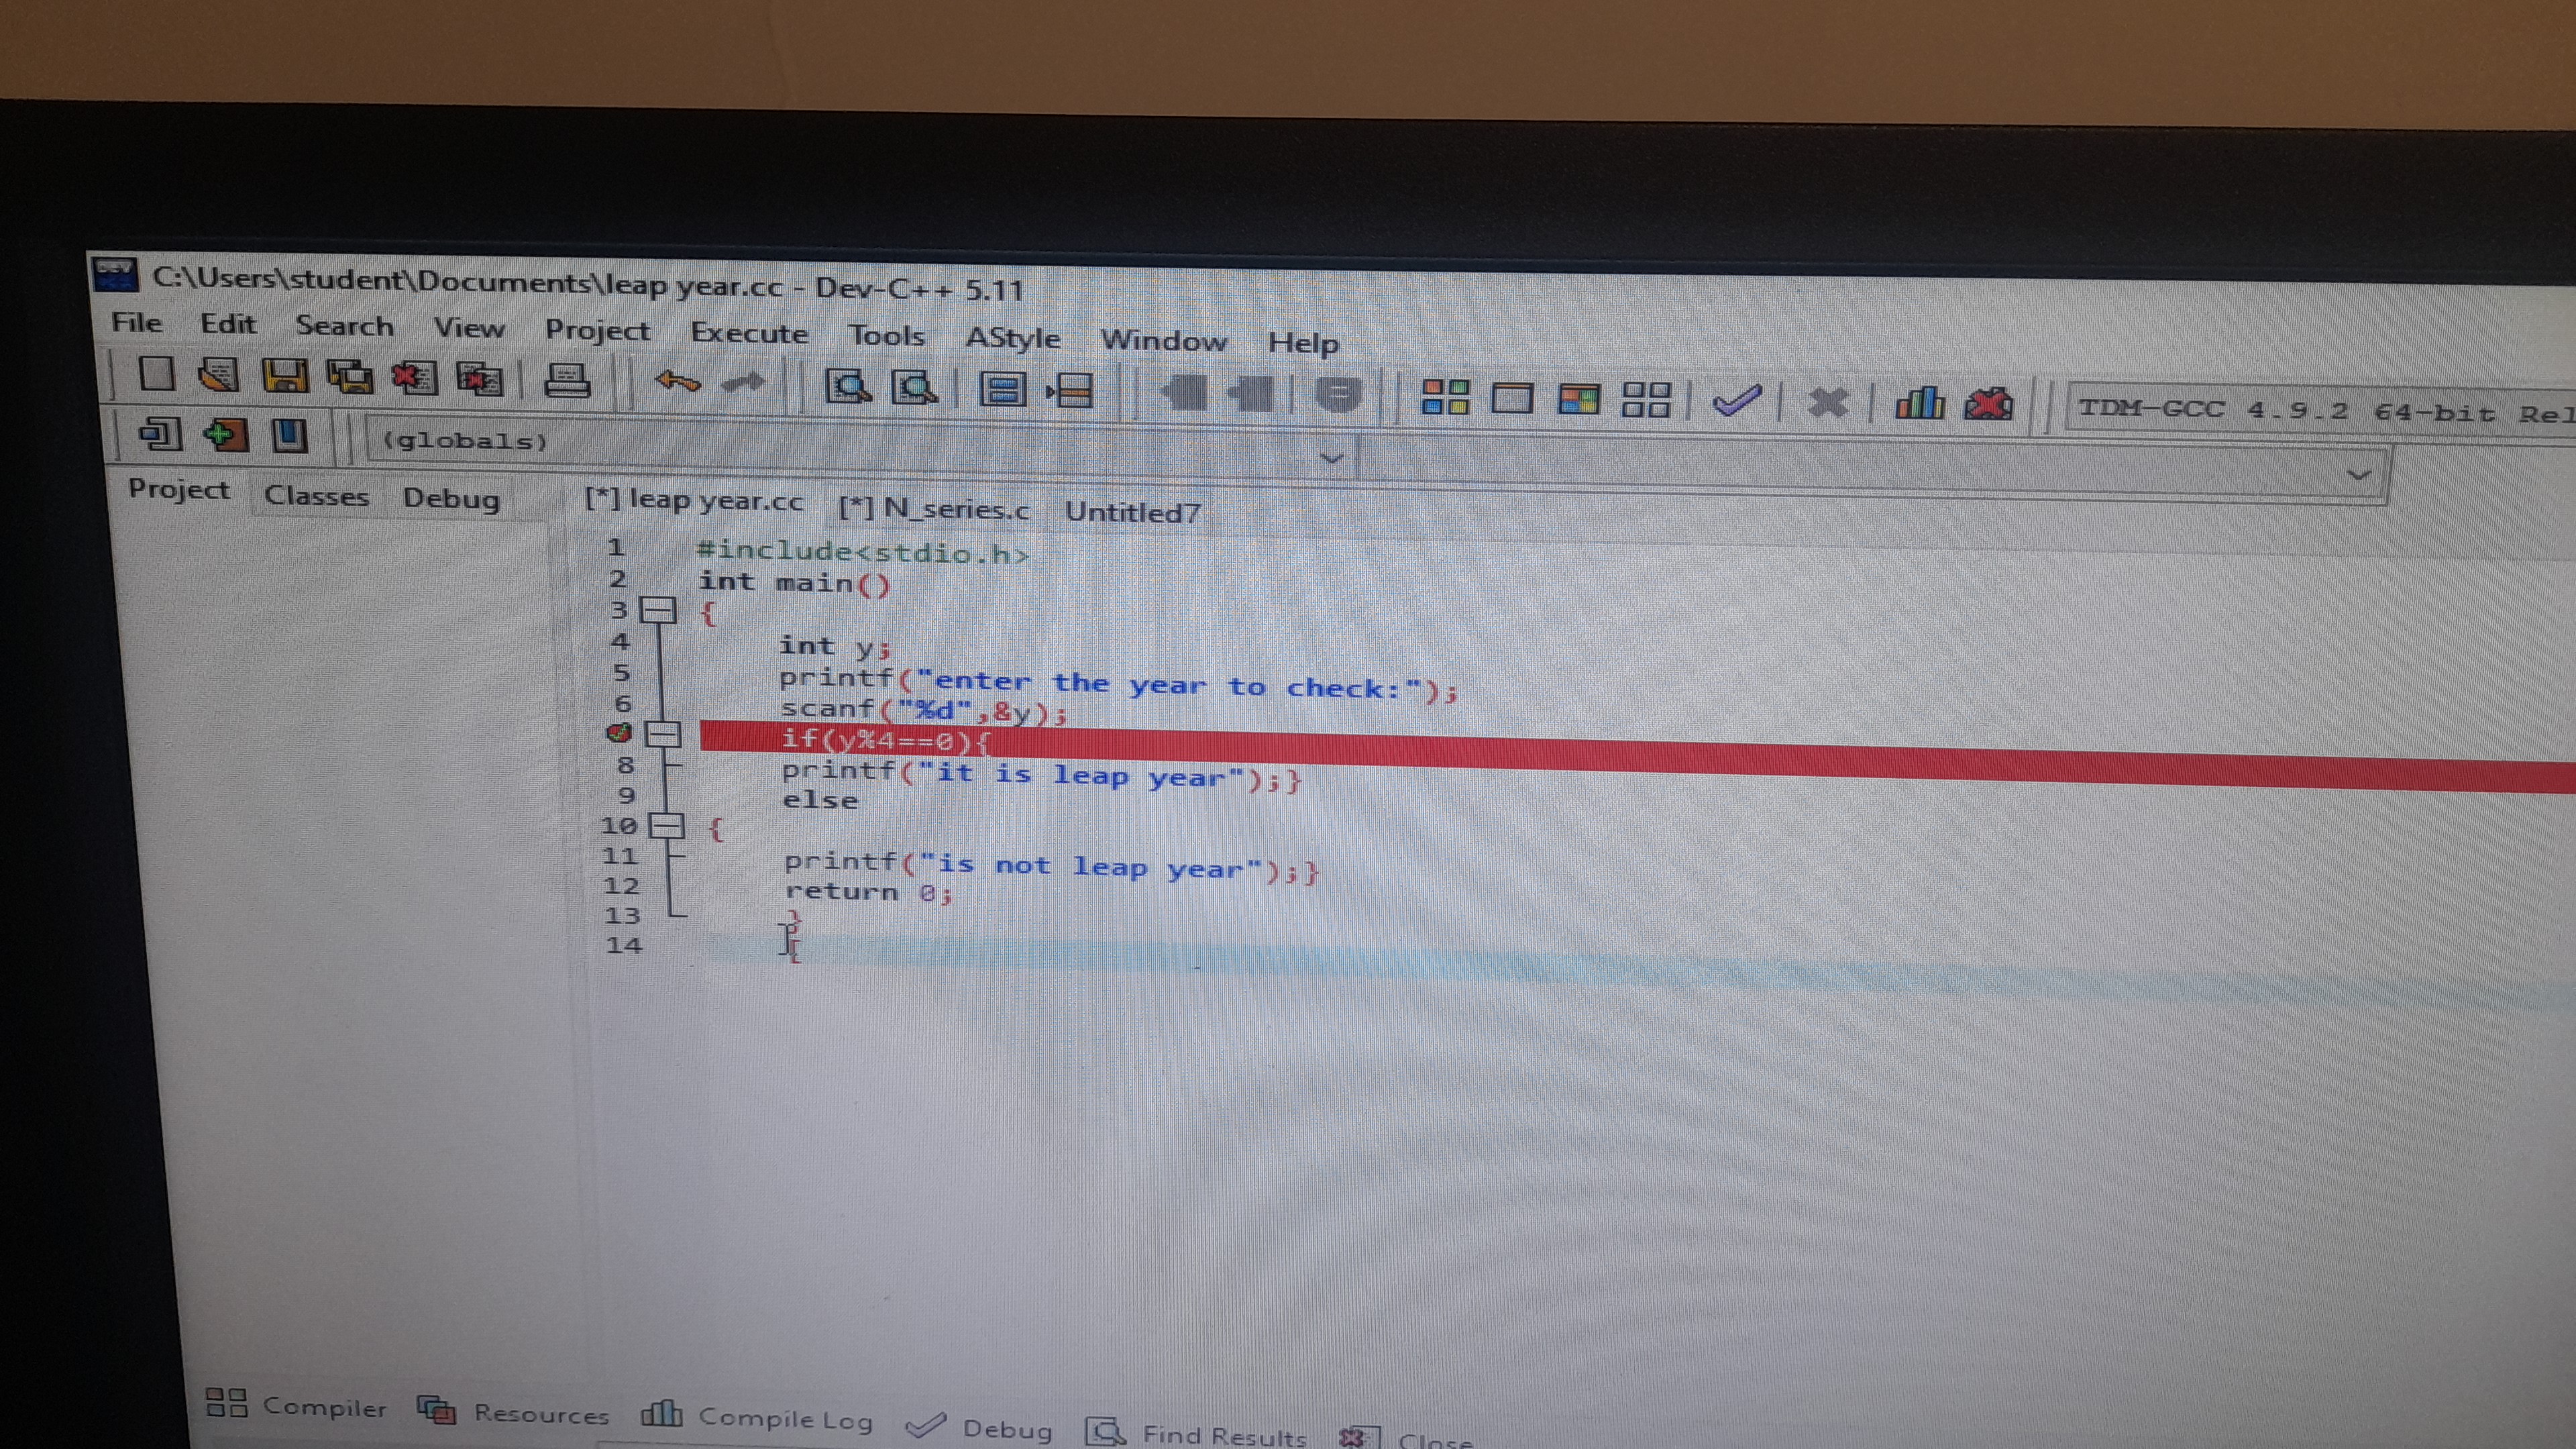 C:\Users\student\Documents\leap year.cc - Dev-C++ 5.11
File Edit Search View Project Execute Tools AStyle Window Help
TDM-GCC 4.9.2 64-bit Rel
(globals)
Project Classes Debug [*] leap year.cc [*] N_series.c Untitled7
1 #include<stdio.h>
2 int main()
3 {
4 int y;
5 printf("enter the year to check:");
6 scanf("%d",&y);
if(y%4==0){
8 printf("it is leap year");}
9 else
10 {
11 printf("is not leap year");}
12 return 0;
13 }
14
Compiler Resources Compile Log Debug Find Results Close